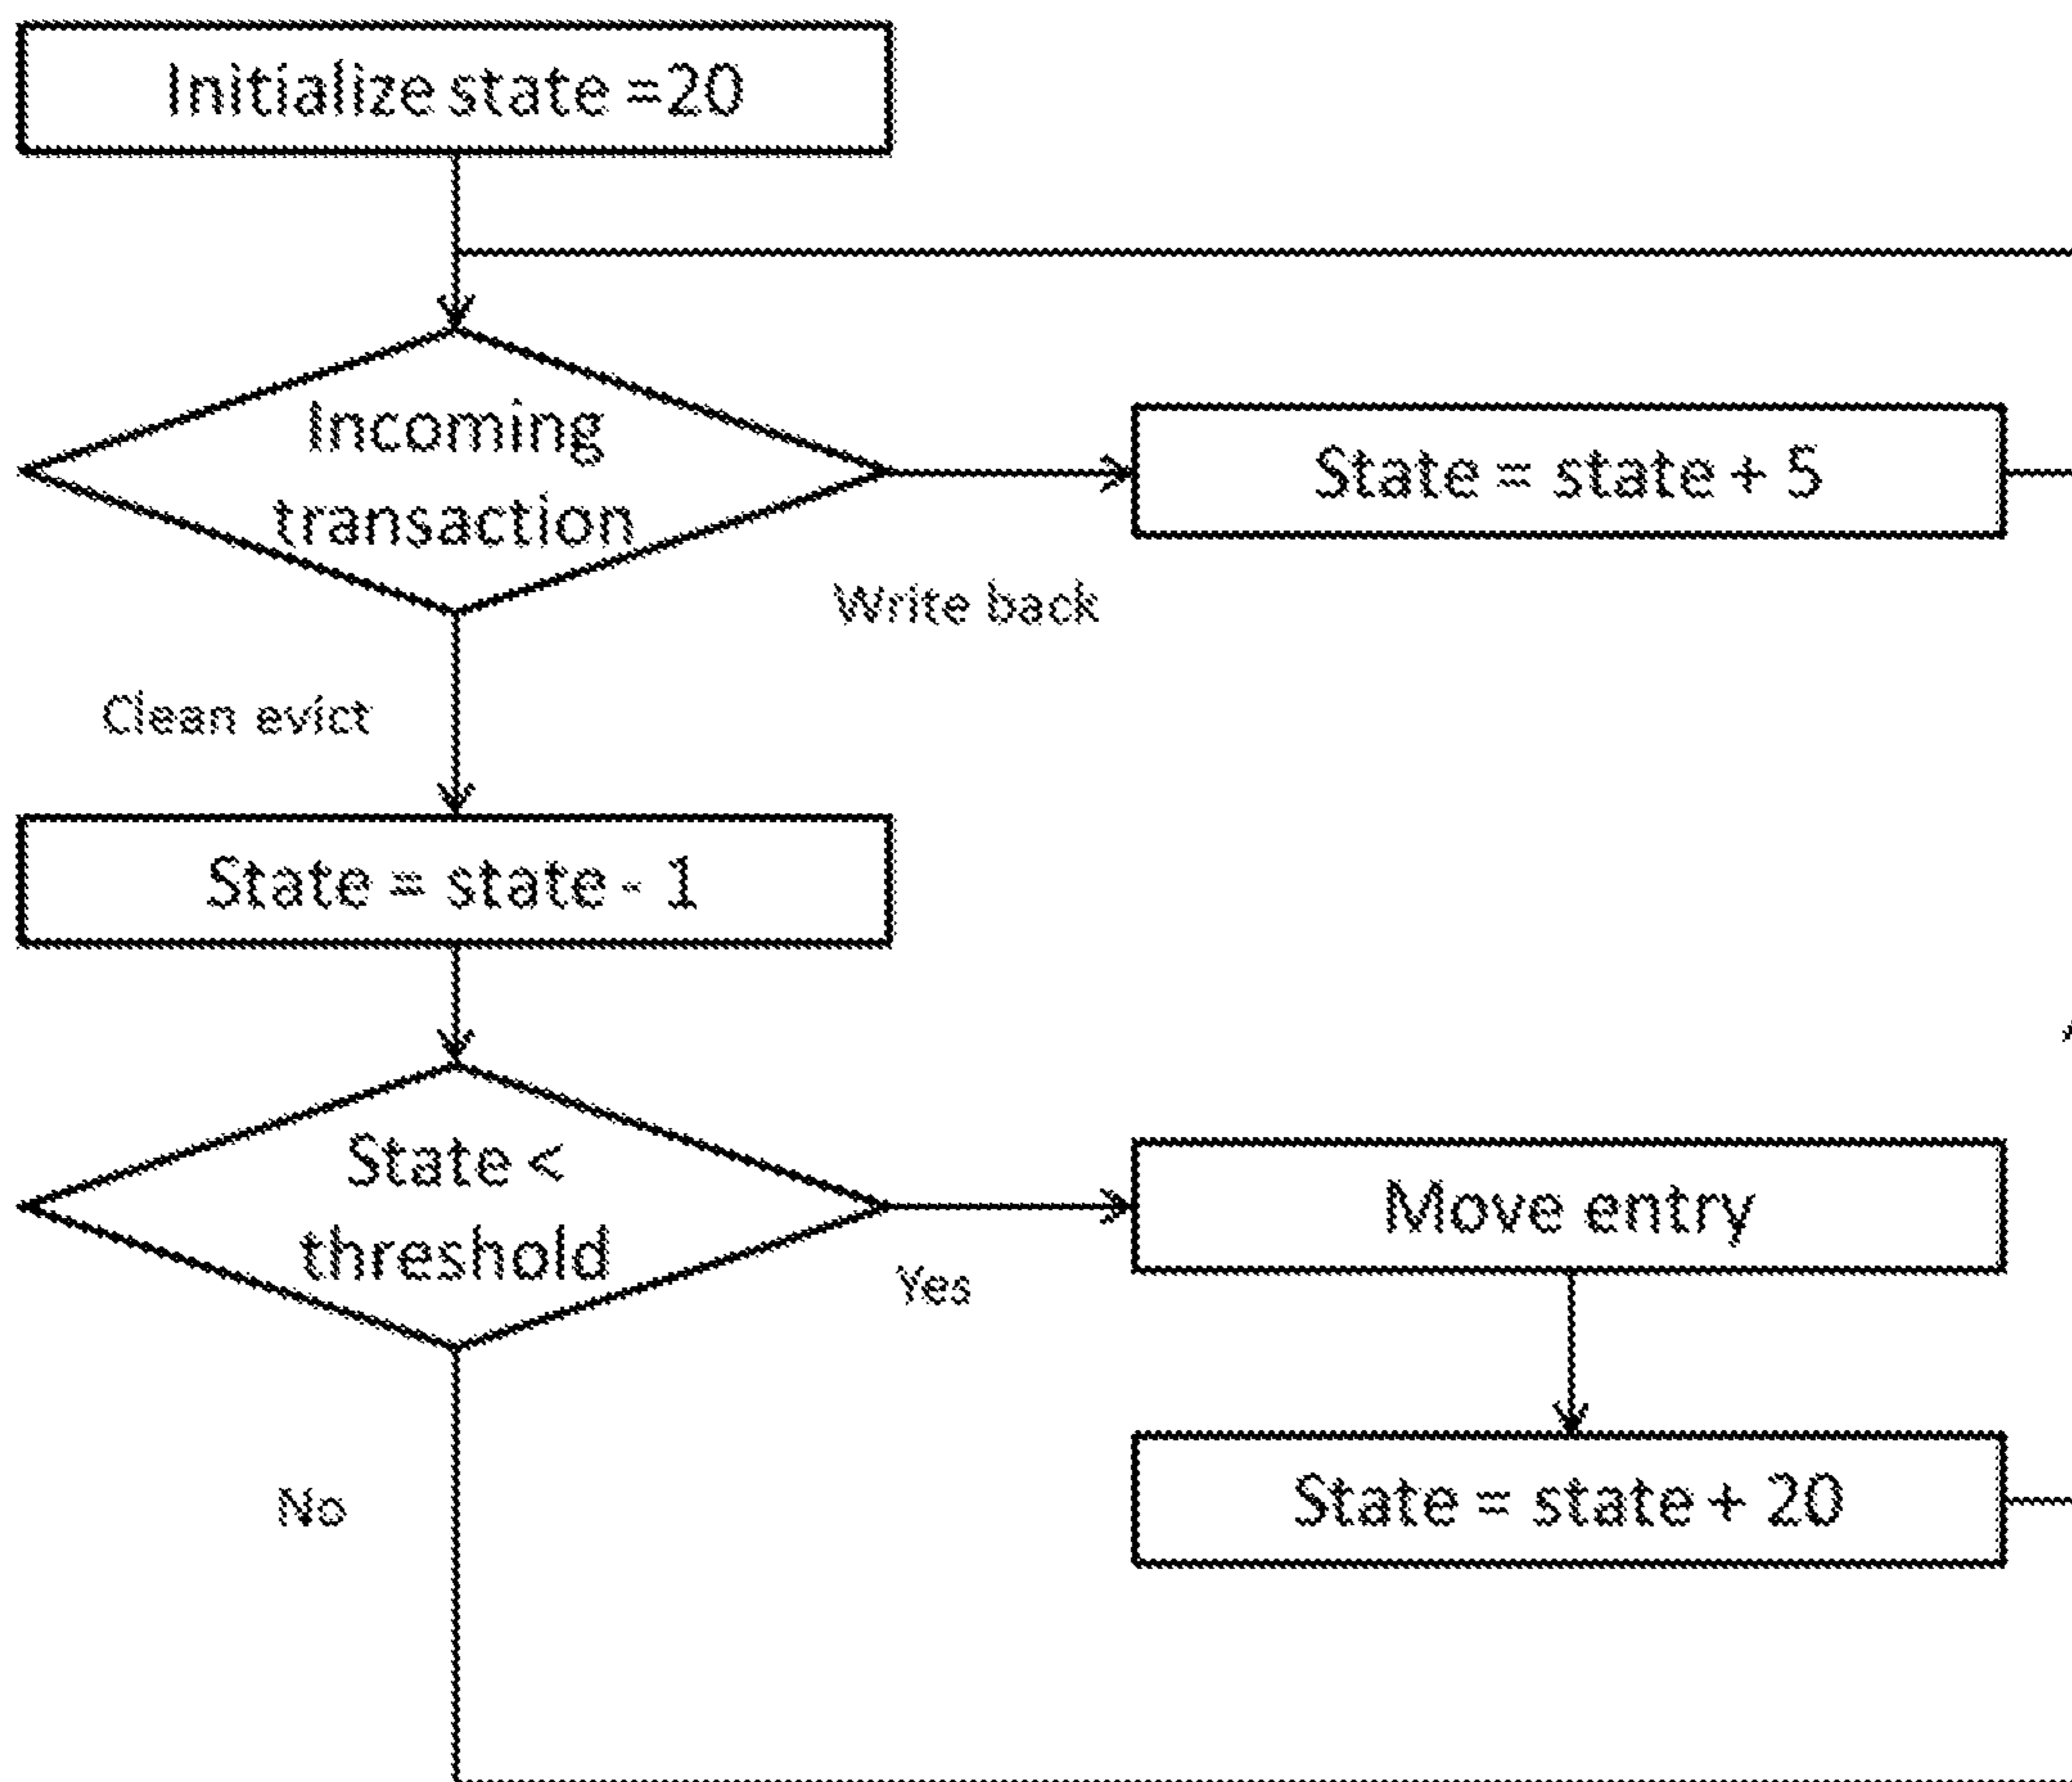 Initialize state =20
Incoming
transaction
State = state + 5
Write back
Clean evict
State = state - 1
State <
threshold
Yes
Move entry
No
State = state + 20